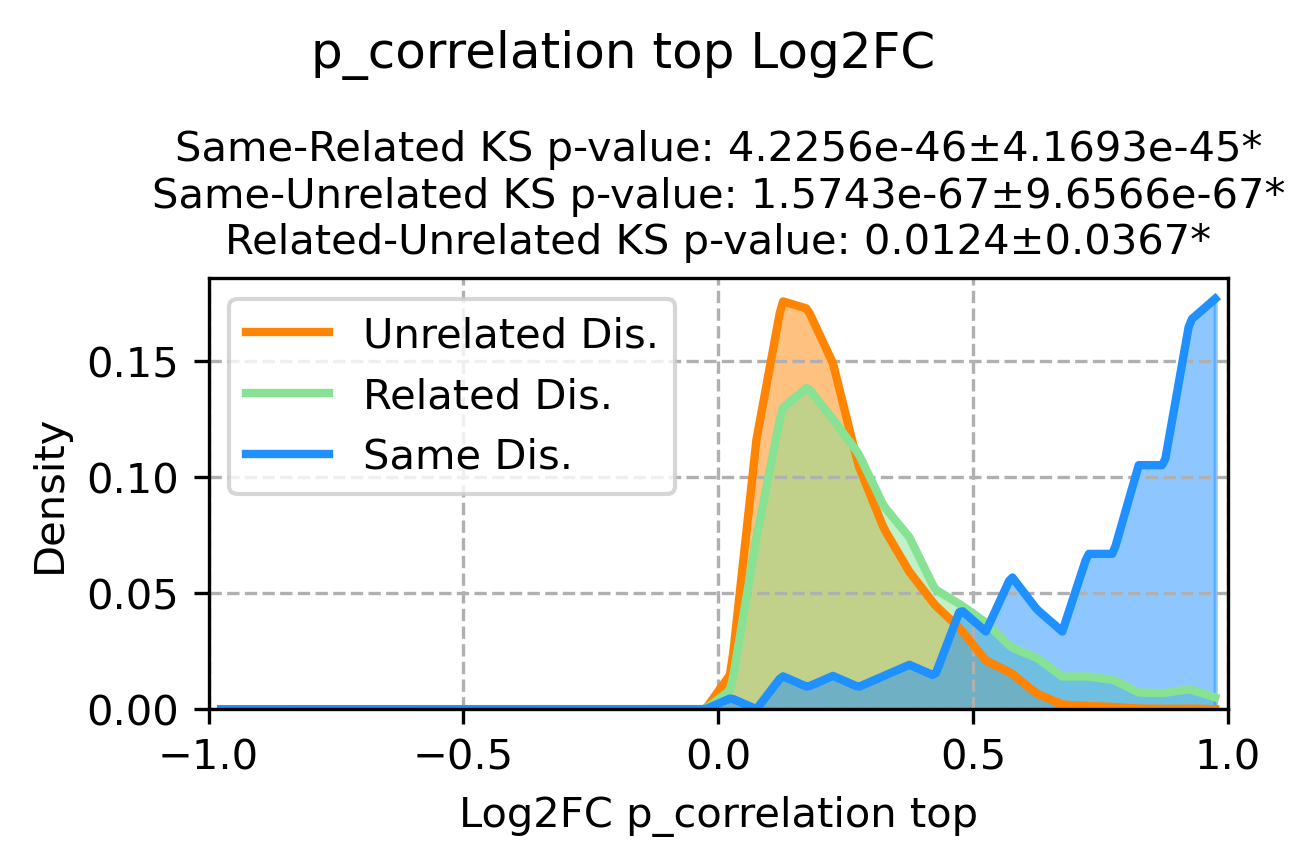 p_correlation top Log2FC
Same-Related KS p-value: 4.2256e-46±4.1693e-45*
Same-Unrelated KS p-value: 1.5743e-67±9.6566e-67*
Related-Unrelated KS p-value: 0.0124±0.0367*
Unrelated Dis.
Related Dis.
Same Dis.
Density
0.15
0.10
0.05
0.00
−1.0
−0.5
0.0
0.5
1.0
Log2FC p_correlation top